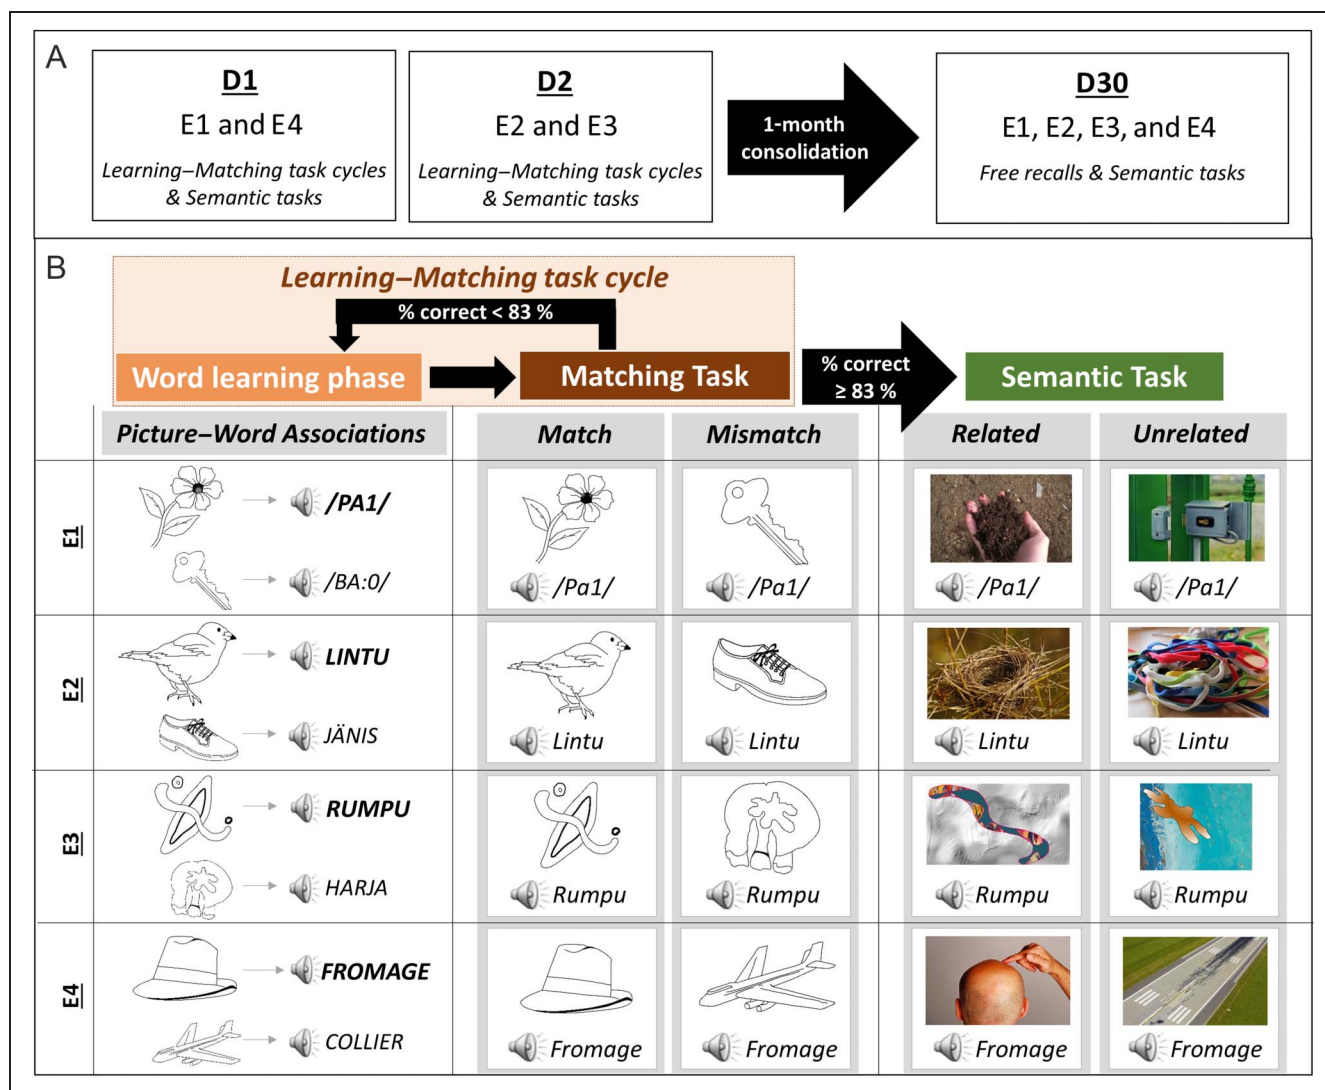 A
D1
E1 and E4
Learning–Matching task cycles
& Semantic tasks
D2
E2 and E3
Learning–Matching task cycles
& Semantic tasks
1-month
consolidation
D30
E1, E2, E3, and E4
Free recalls & Semantic tasks
B
Learning–Matching task cycle
% correct < 83 %
Word learning phase
Matching Task
% correct
≥ 83 %
Semantic Task
Picture–Word Associations
Match
Mismatch
Related
Unrelated
E1
/PA1/
/BA:0/
/Pa1/
/Pa1/
/Pa1/
/Pa1/
E2
LINTU
JÄNIS
Lintu
Lintu
Lintu
Lintu
E3
RUMPU
HARJA
Rumpu
Rumpu
Rumpu
Rumpu
E4
FROMAGE
COLLIER
Fromage
Fromage
Fromage
Fromage